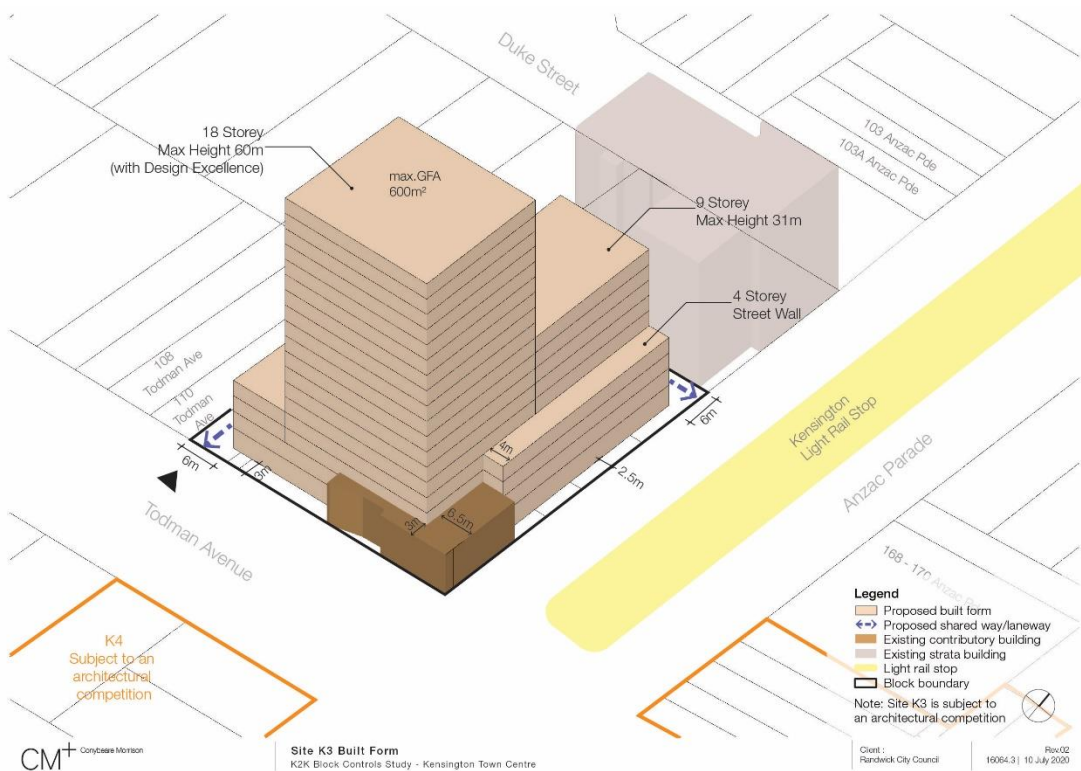 Duke Street
18 Storey
Max Height 60m
(with Design Excellence)
max.GFA
600m²
103 Anzac Pde
103A Anzac Pde
9 Storey
Max Height 31m
4 Storey
Street Wall
108
Todman Ave
110
Todman
Ave
6m
3m
4m
2.5m
6m
3m
6.5m
Kensington
Light Rail Stop
Anzac Parade
Todman Avenue
168 - 170 Anzac
K4
Subject to an
architectural
competition
Legend
Proposed built form
Proposed shared way/laneway
Existing contributory building
Existing strata building
Light rail stop
Block boundary
Note: Site K3 is subject to
an architectural competition
CM+ Conybeare Morrison
Site K3 Built Form
K2K Block Controls Study - Kensington Town Centre
Client :
Randwick City Council
Rev.02
16064.3 | 10 July 2020